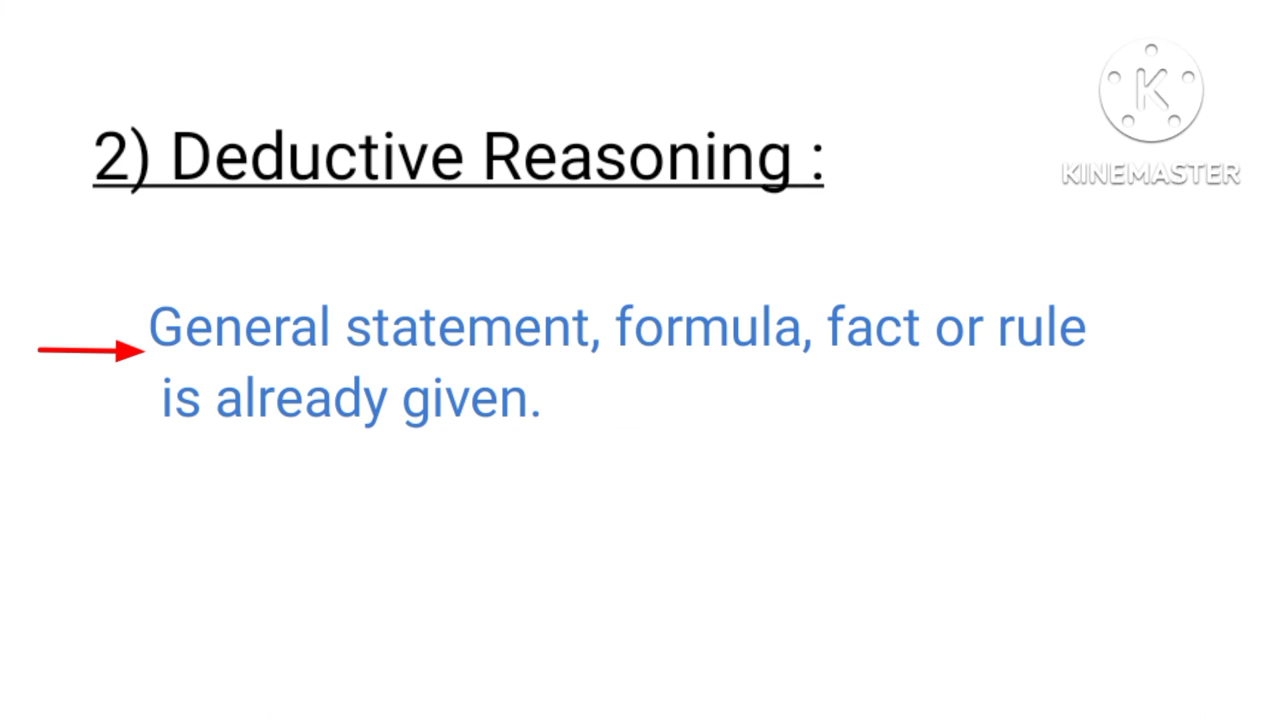 2) Deductive Reasoning :
K
KINEMASTER
General statement, formula, fact or rule
is already given.